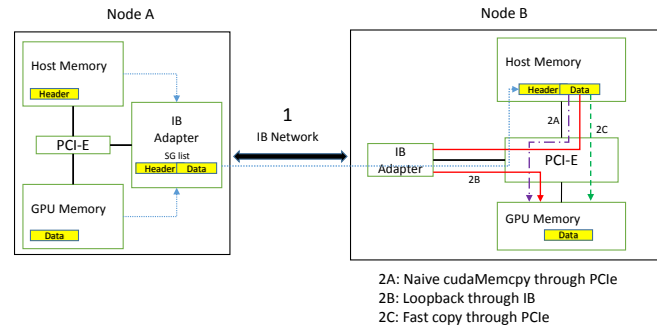 Node A
Host Memory
Header
PCI-E
GPU Memory
Data
IB
Adapter
SG list
Header Data
1
IB Network
Node B
Host Memory
Header Data
2A
2C
PCI-E
IB
Adapter
2B
GPU Memory
Data
2A: Naive cudaMemcpy through PCIe
2B: Loopback through IB
2C: Fast copy through PCIe